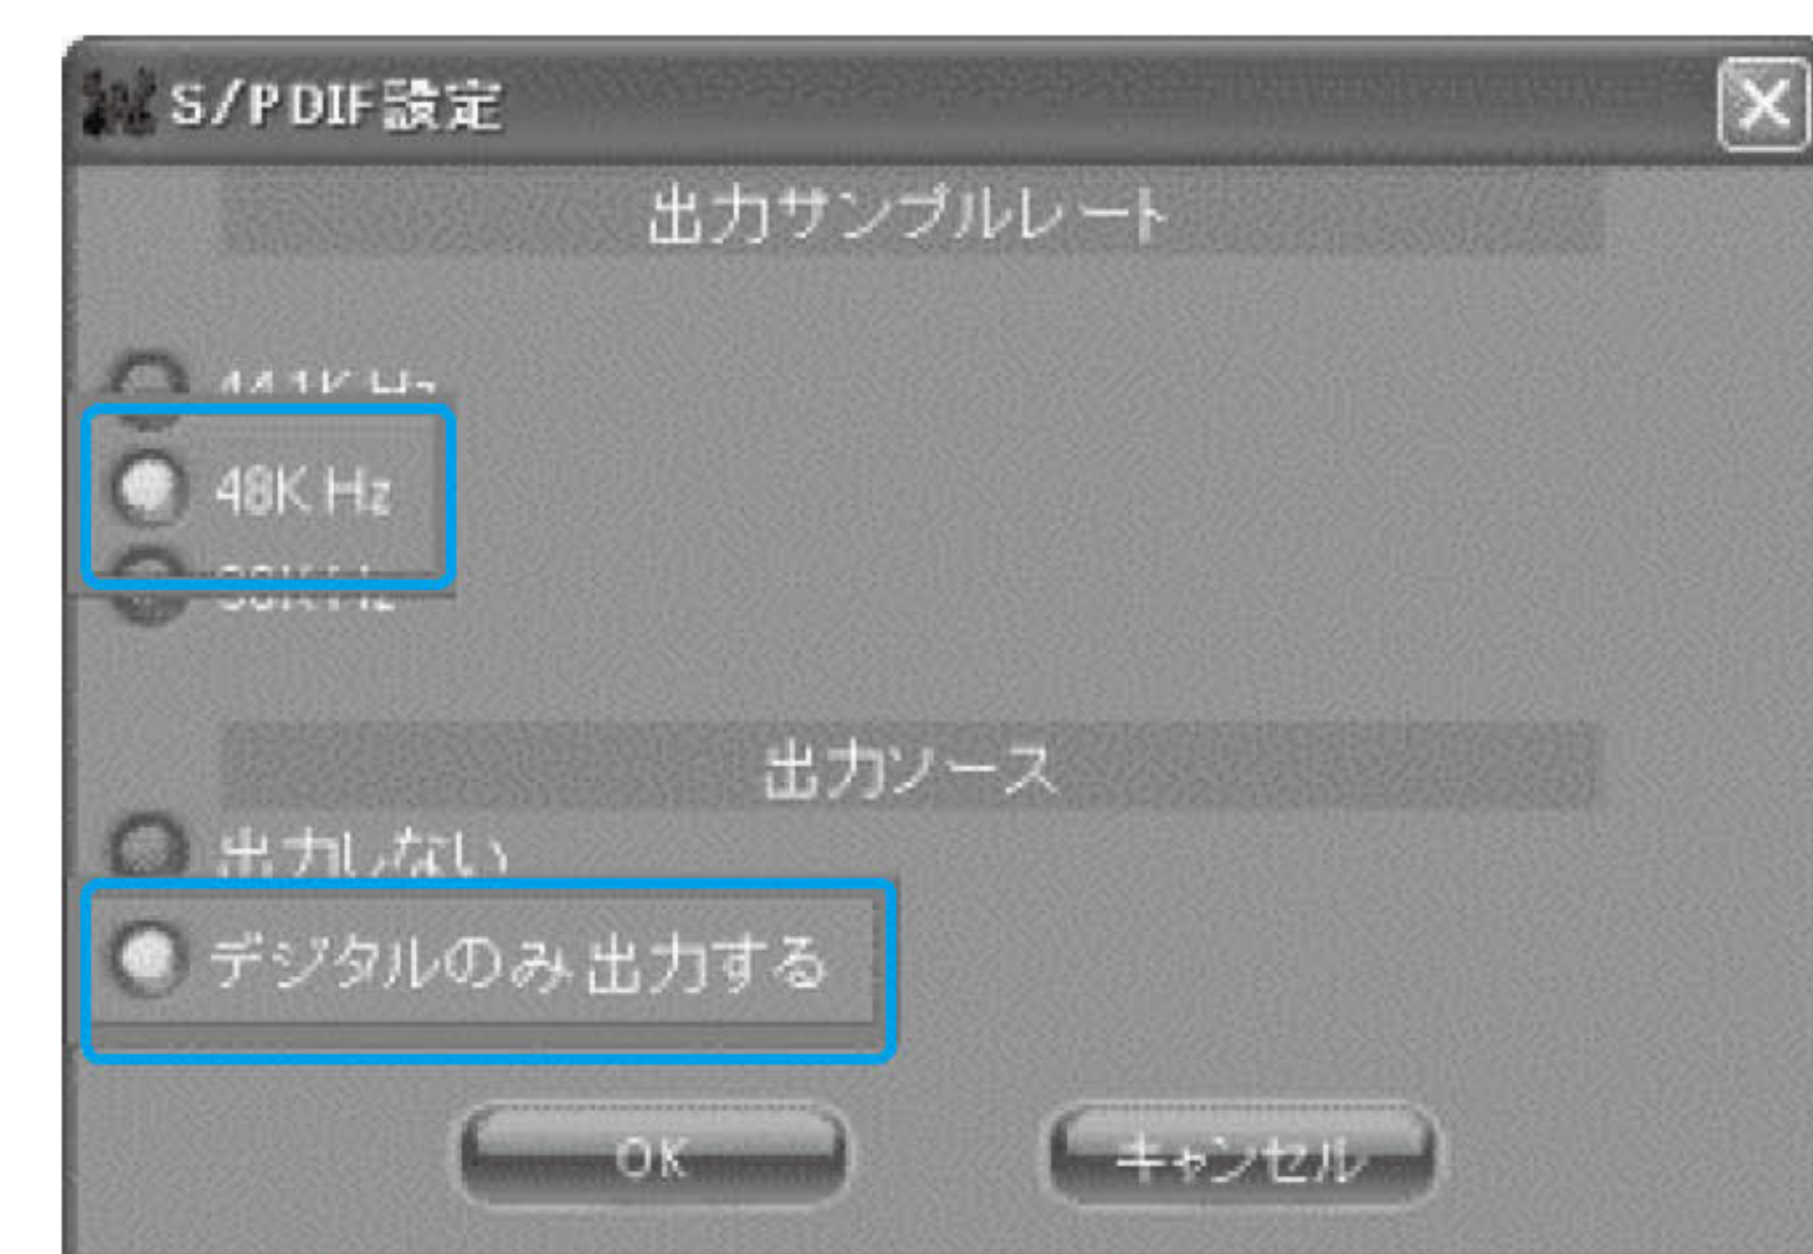 S/PDIF設定
出力サンプルレート
48K Hz
出力ソース
出力しない
デジタルのみ出力する
OK
キャンセル